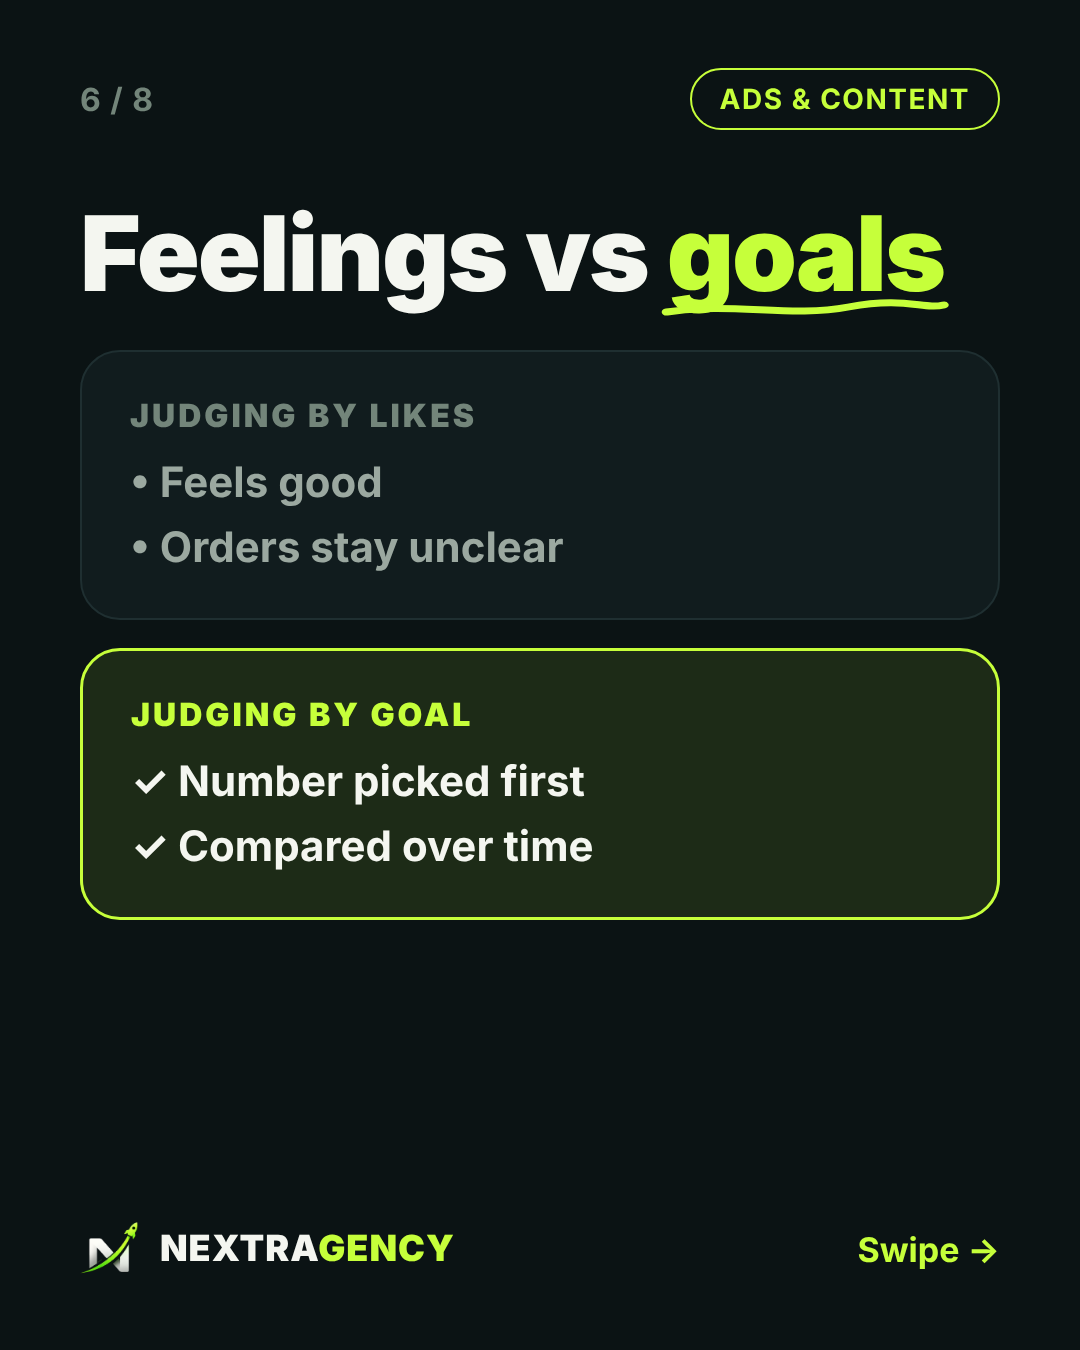 6 / 8
ADS & CONTENT
Feelings vs goals
JUDGING BY LIKES
• Feels good
• Orders stay unclear
JUDGING BY GOAL
✓ Number picked first
✓ Compared over time
NEXTRAGENCY
Swipe →